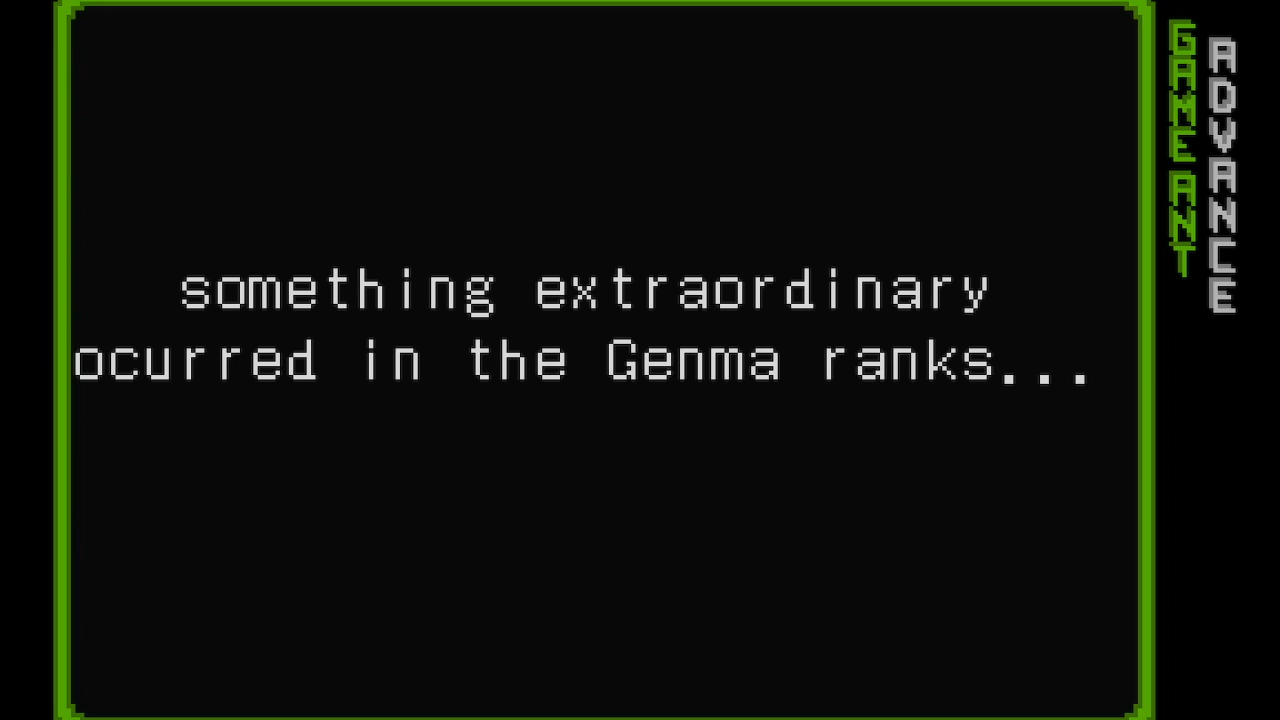 something extraordinary
ocurred in the Genma ranks...
GAME ANT
ADVANCE